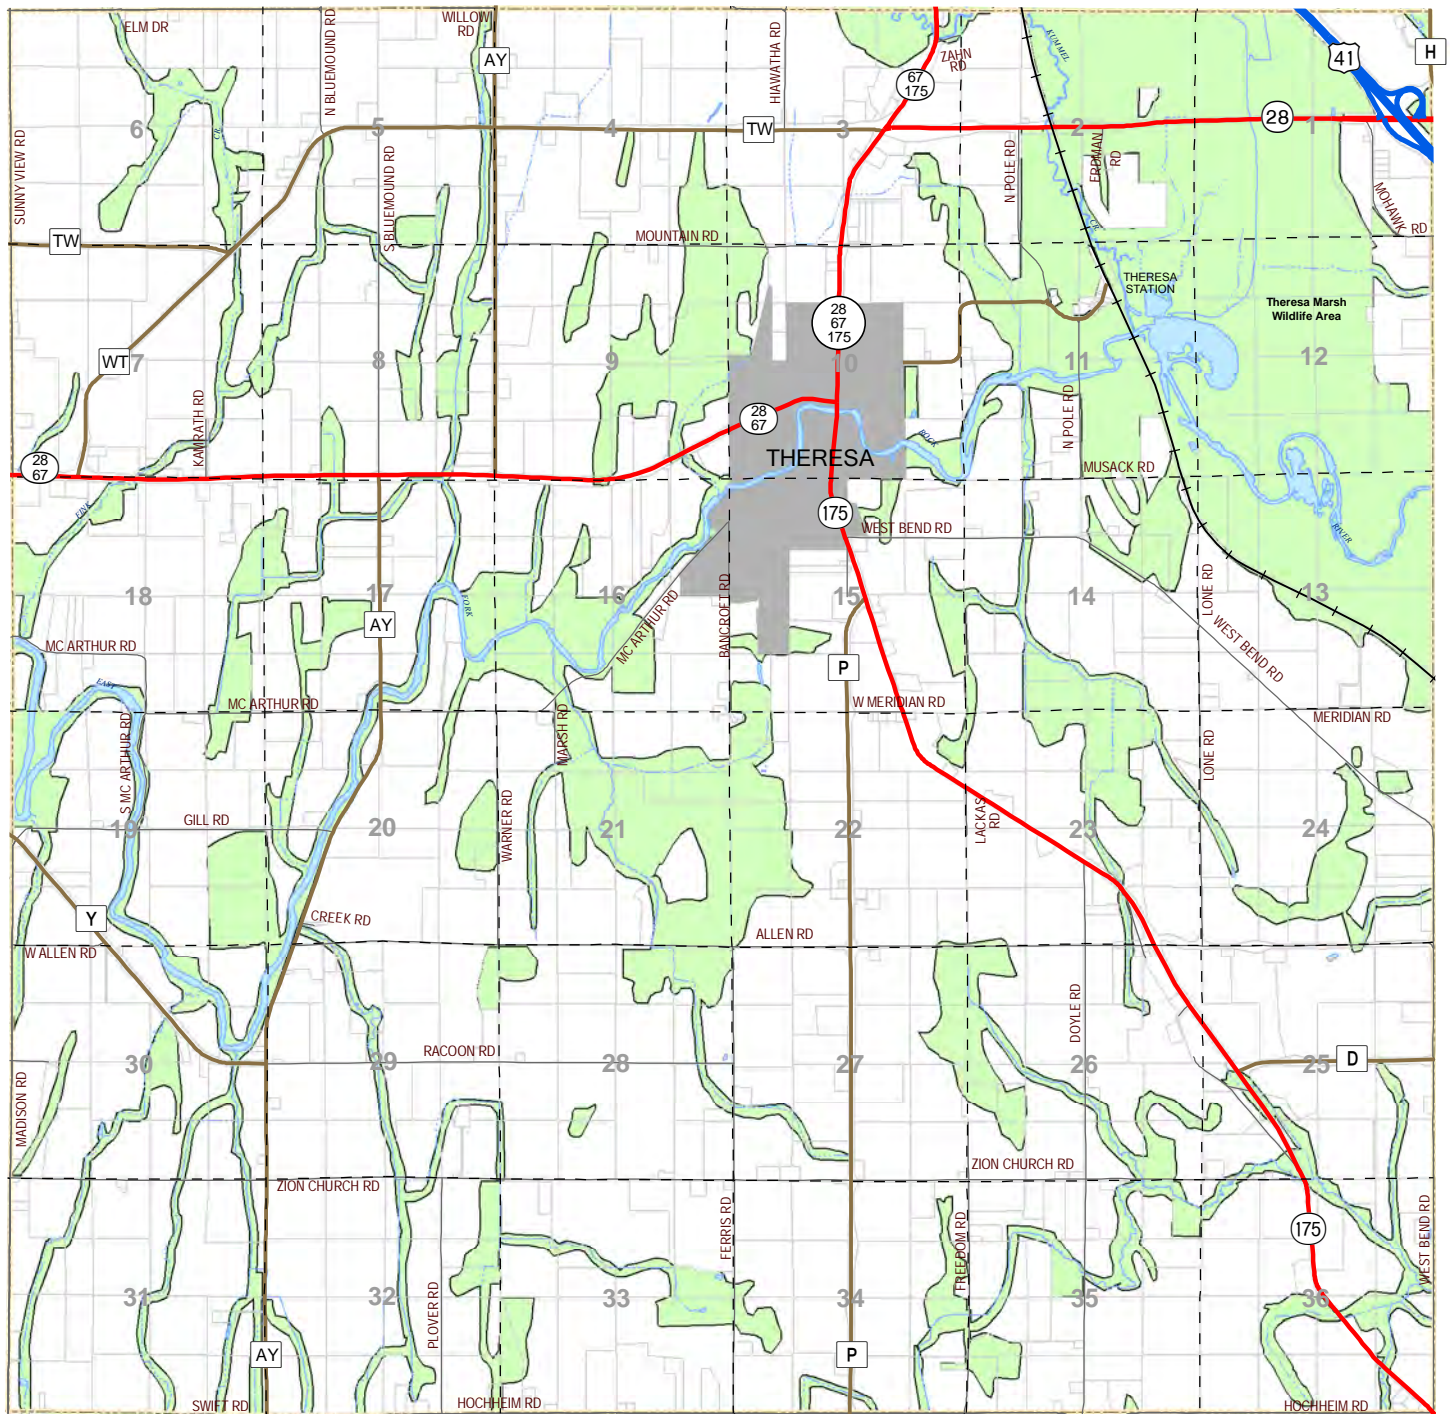 ELM DR
N BLUEMOUND RD
WILLOW
RD
AY
HIAWATHA RD
67
175
ZAHN
RD
KUMMEL
41
H
SUNNY VIEW RD
6
CR
5
S BLUEMOUND RD
4
TW
3
N POLE RD
2
ERDMAN
RD
28
1
MOHAWK
RD
TW
MOUNTAIN RD
CR
THERESA
STATION
Theresa Marsh
Wildlife Area
28
67
175
WT
7
8
9
10
11
12
KAMRATH RD
28
67
ROCK
N POLE RD
28
67
THERESA
MUSACK RD
FINK
175
WEST BEND RD
RIVER
18
17
FORK
16
15
14
LONE RD
13
AY
MC ARTHUR RD
BANCROFT RD
WEST BEND RD
MC ARTHUR RD
P
EAST
MC ARTHUR RD
W MERIDIAN RD
MERIDIAN RD
S MC ARTHUR RD
MARSH RD
LONE RD
19
GILL RD
20
WARNER RD
21
22
LACKAS
RD
23
24
Y
CREEK RD
W ALLEN RD
ALLEN RD
DOYLE RD
MADISON RD
30
29
RACOON RD
28
27
26
25
D
ZION CHURCH RD
ZION CHURCH RD
FERRIS RD
FREEDOM RD
175
WEST BEND RD
31
32
PLOVER RD
33
34
35
36
AY
P
SWIFT RD
HOCHHEIM RD
HOCHHEIM RD